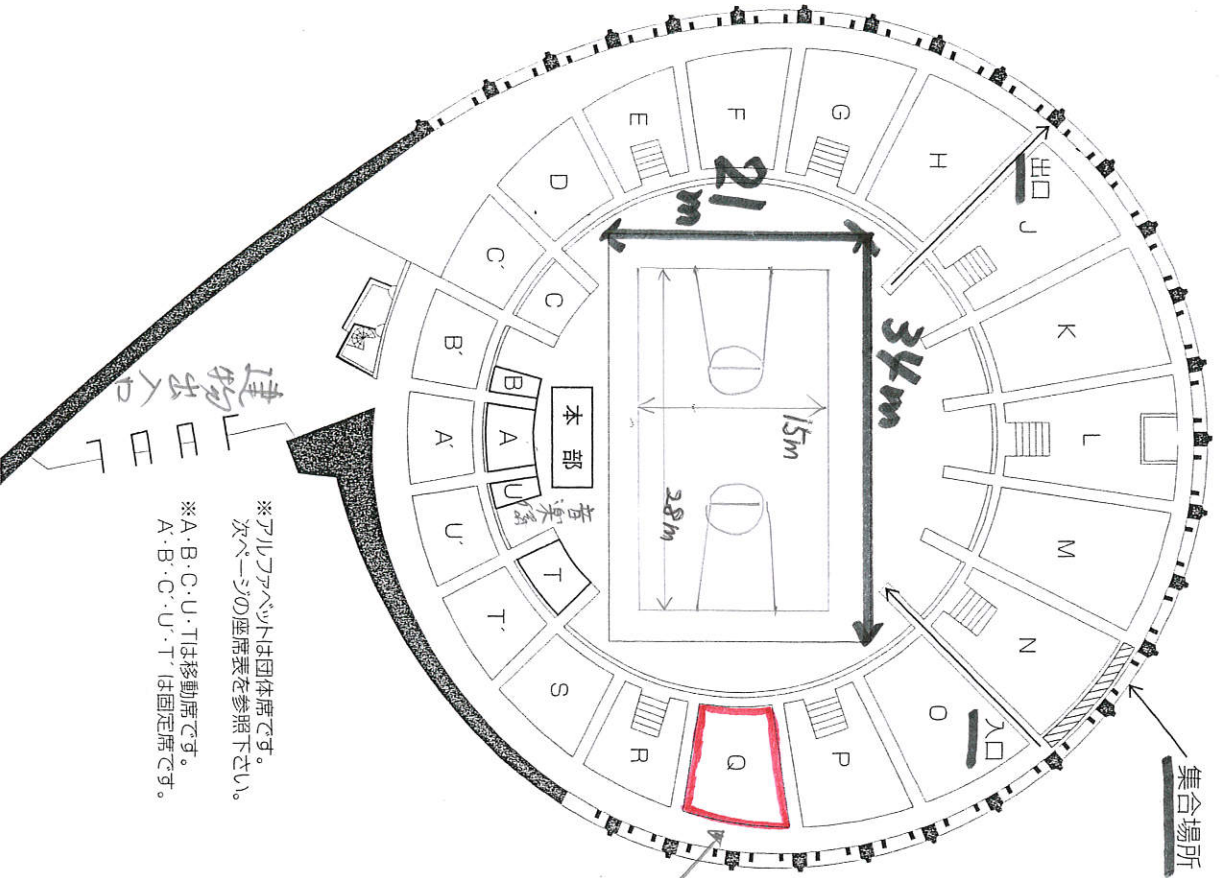 集合場所
出口
入口
E
F
G
H
J
K
L
M
N
O
P
Q
R
S
T´
T
U´
U
A´
A
B´
B
C´
C
D
21m
34m
15m
28m
本部
音楽隊
建物出入口
※アルファベットは団体席です。
次ページの座席表を参照下さい。
※A・B・C・U・Tは移動席です。
A´・B´・C´・U´・T´は固定席です。